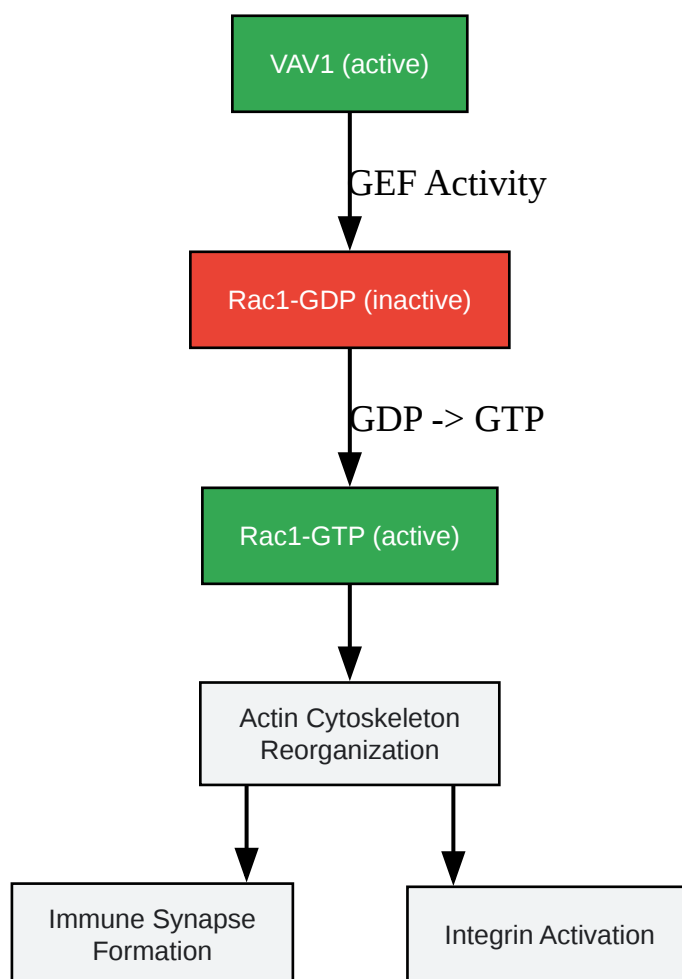 VAV1 (active)
GEF Activity
Rac1-GDP (inactive)
GDP -> GTP
Rac1-GTP (active)
Actin Cytoskeleton
Reorganization
Immune Synapse
Formation
Integrin Activation